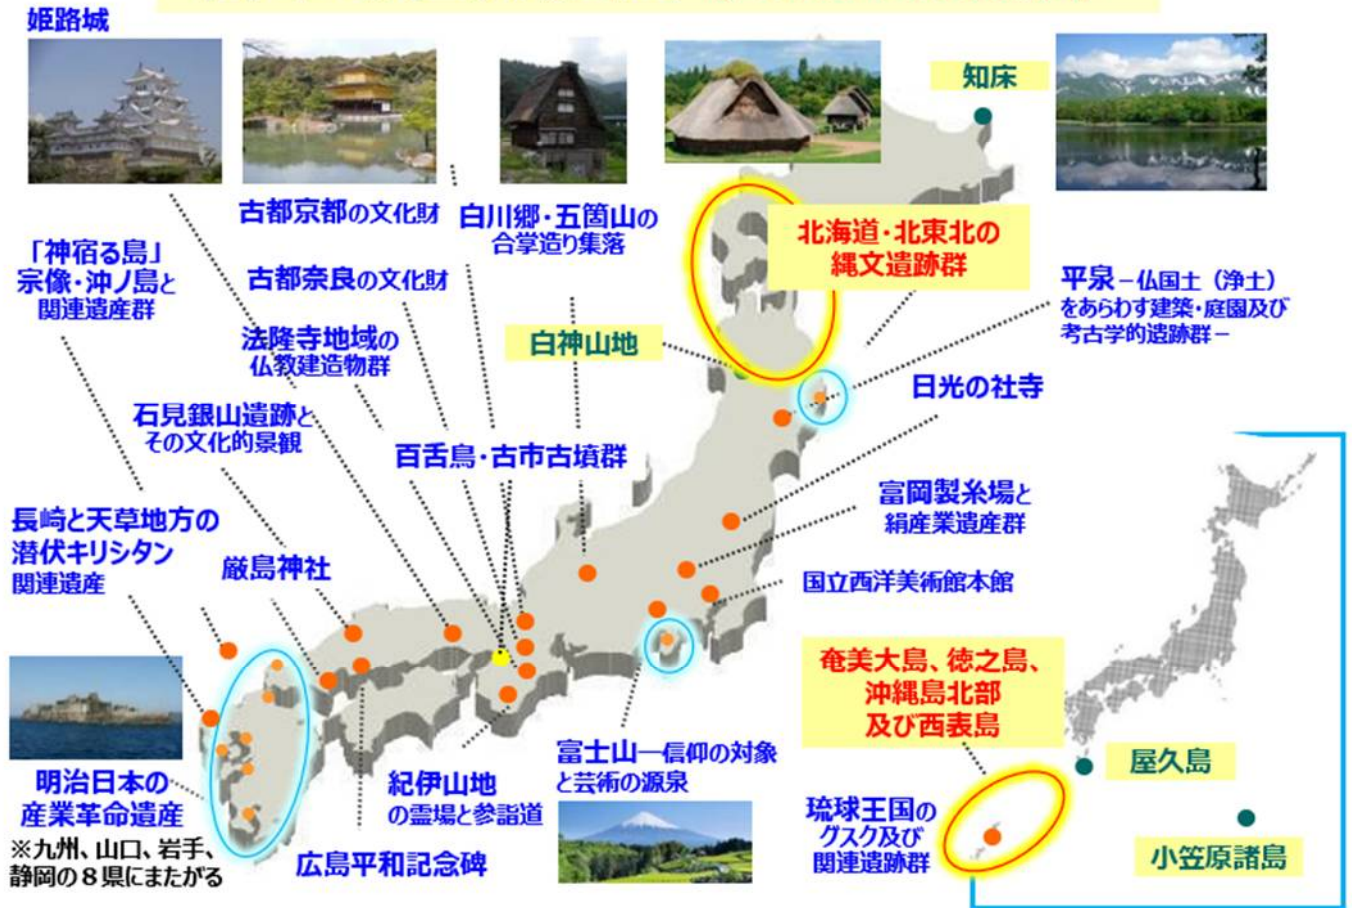 姫路城
知床
古都京都の文化財
白川郷・五箇山の
合掌造り集落
北海道・北東北の
縄文遺跡群
「神宿る島」
宗像・沖ノ島と
関連遺産群
古都奈良の文化財
平泉－仏国土（浄土）
をあらわす建築・庭園及び
考古学的遺跡群－
法隆寺地域の
仏教建造物群
白神山地
日光の社寺
石見銀山遺跡と
その文化的景観
百舌鳥・古市古墳群
富岡製糸場と
絹産業遺産群
長崎と天草地方の
潜伏キリシタン
関連遺産
厳島神社
国立西洋美術館本館
奄美大島、徳之島、
沖縄島北部
及び西表島
屋久島
明治日本の
産業革命遺産
※九州、山口、岩手、
静岡の８県にまたがる
紀伊山地
の霊場と参詣道
富士山―信仰の対象
と芸術の源泉
琉球王国の
グスク及び
関連遺跡群
小笠原諸島
広島平和記念碑